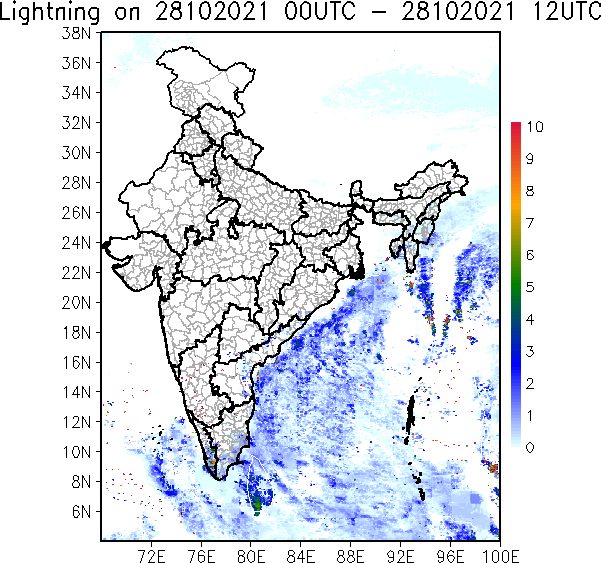 Lightning on 28102021 00UTC – 28102021 12UTC
38N
36N
34N
32N
30N
28N
26N
24N
22N
20N
18N
16N
14N
12N
10N
8N
6N
72E 76E 80E 84E 88E 92E 96E 100E
10
9
8
7
6
5
4
3
2
1
0